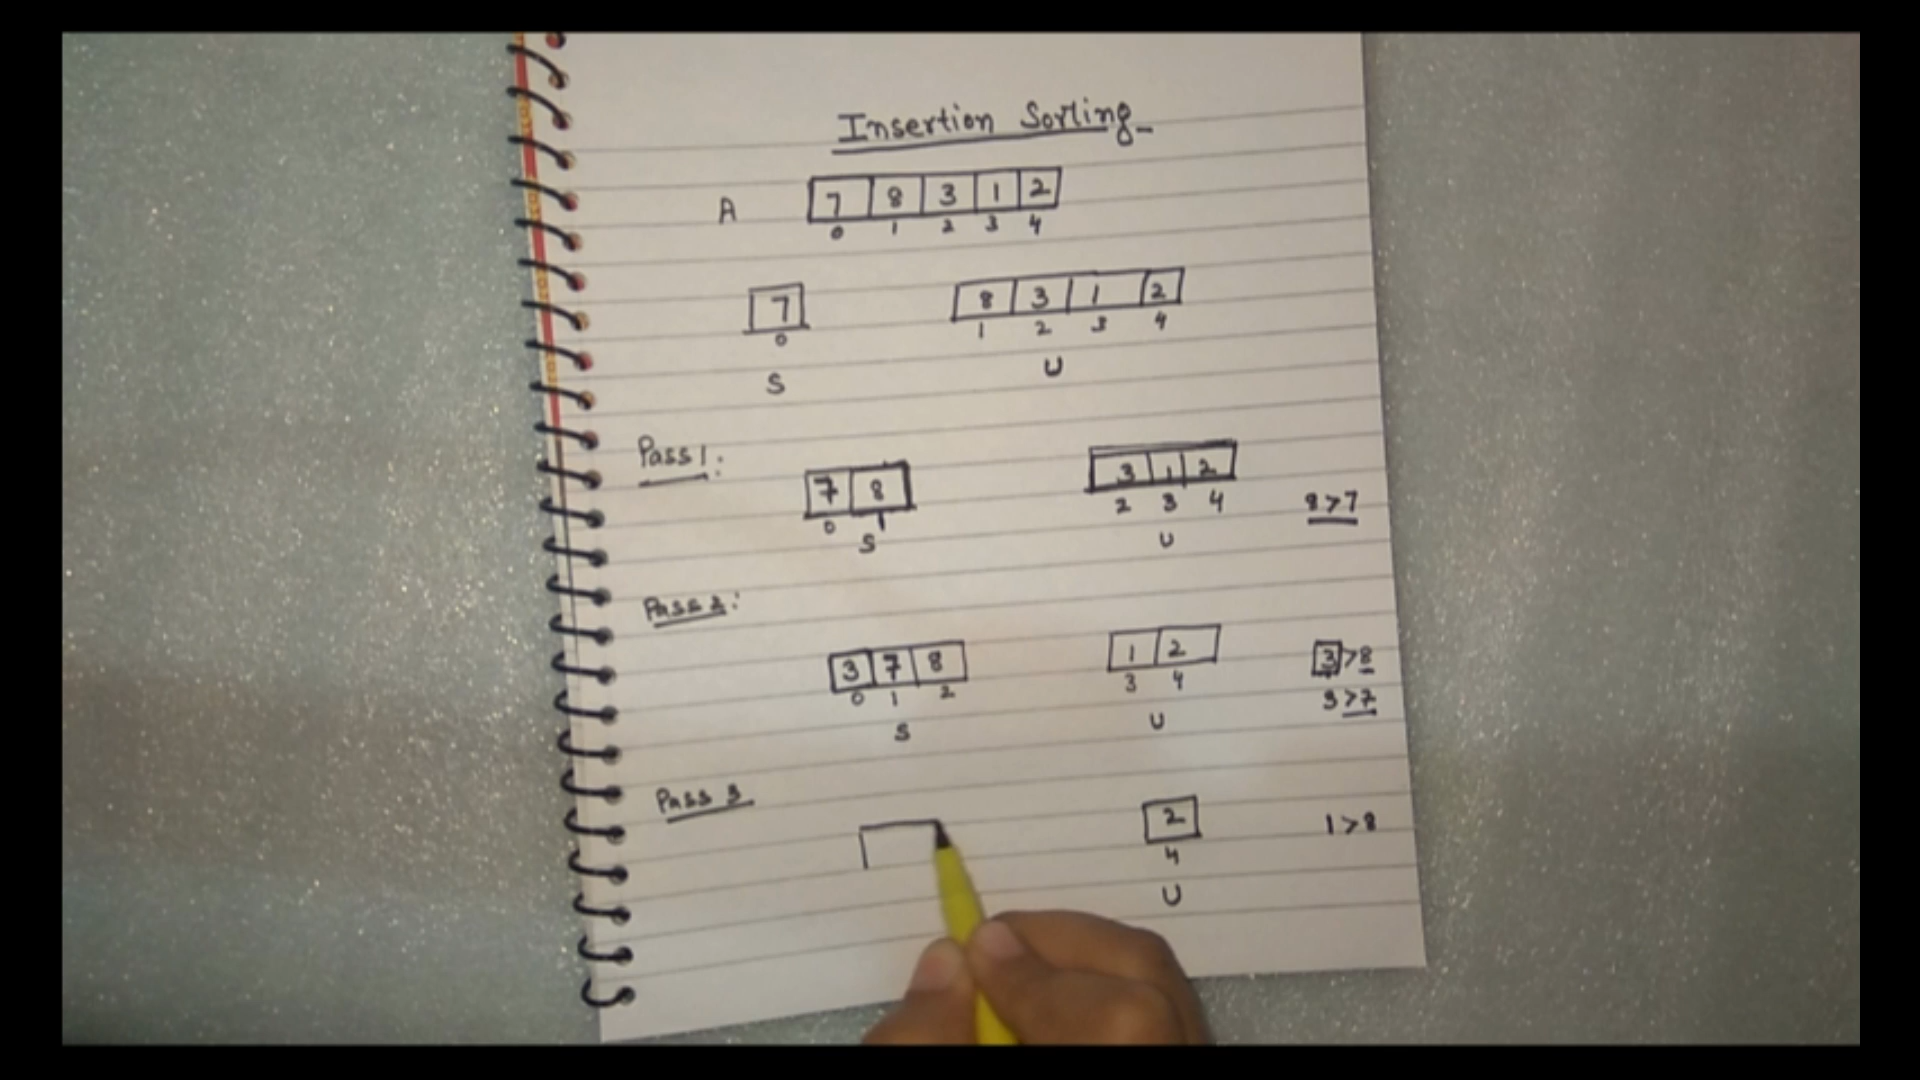 Insertion Sorting
A 7 8 3 1 2
0 1 2 3 4
7 8 3 1 2
0 1 2 3 4
S U
Pass 1:
7 8 3 1 2
0 1 2 3 4 8>7
S U
Pass 2:
3 7 8 1 2 3>8
0 1 2 3 4 3>7
S U
Pass 3
2 1>8
4
U